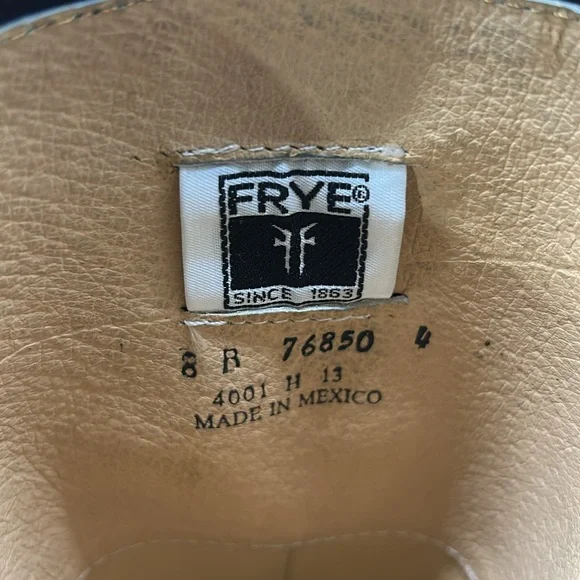 FRYE®
SINCE 1863
8 B 76850 4
4001 H 13
MADE IN MEXICO